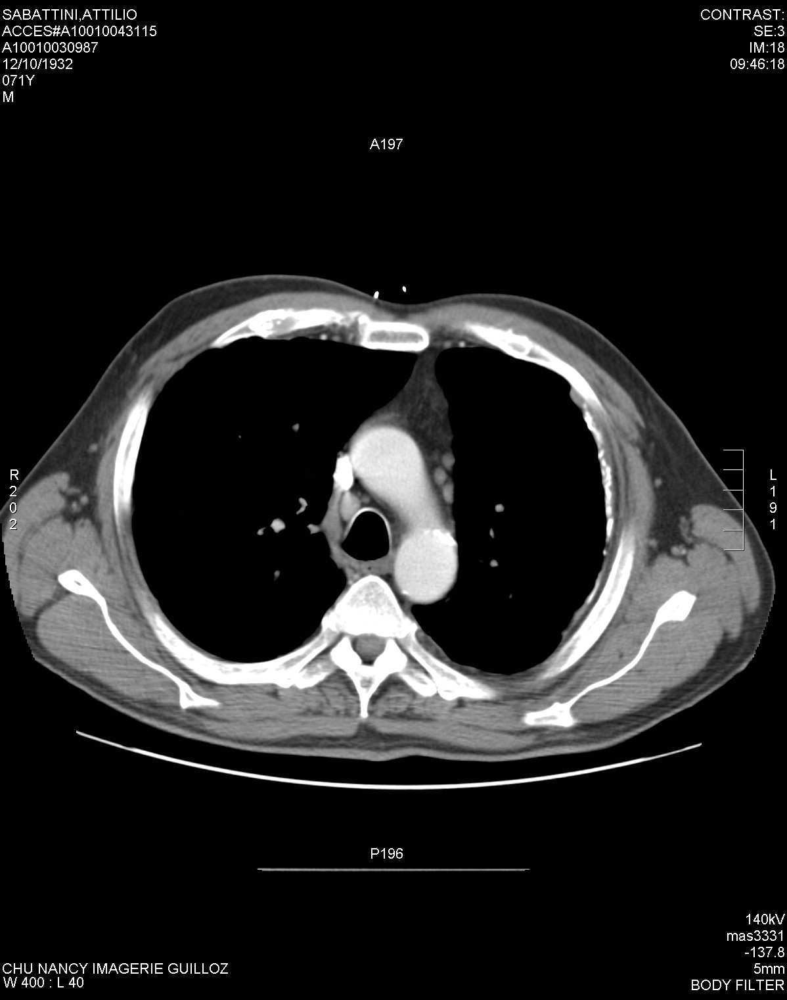 SABATTINI,ATTILIO
ACCES#A10010043115
A10010030987
12/10/1932
071Y
M
CONTRAST:
SE:3
IM:18
09:46:18
A197
R
2
0
2
L
1
9
1
P196
CHU NANCY IMAGERIE GUILLOZ
W 400 : L 40
140kV
mas3331
-137.8
5mm
BODY FILTER